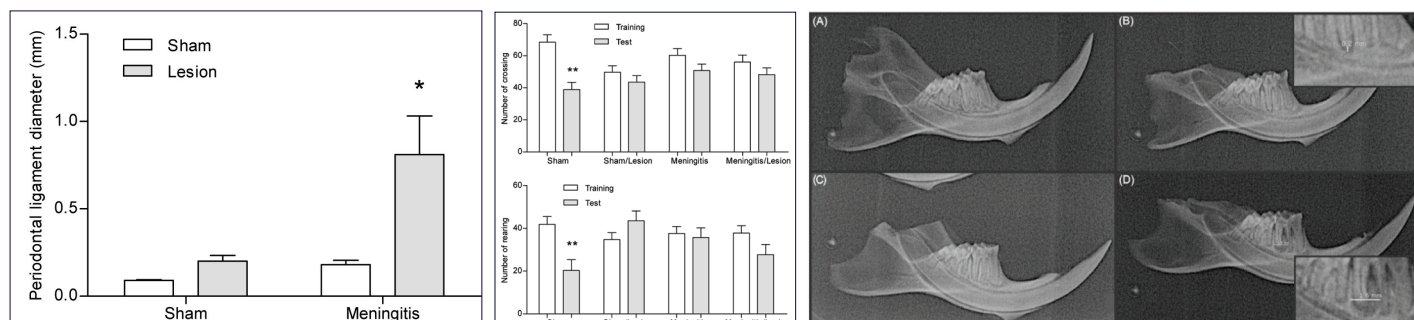 Periodontal ligament diameter (mm)
1.5
1.0
0.5
0.0
Sham
Lesion
*
Sham
Meningitis
Number of crossing
80
60
40
20
0
Training
Test
**
Sham
Sham/Lesion
Meningitis
Meningitis/Lesion
Number of rearing
60
40
20
0
Training
Test
**
(A)
(B)
(C)
(D)